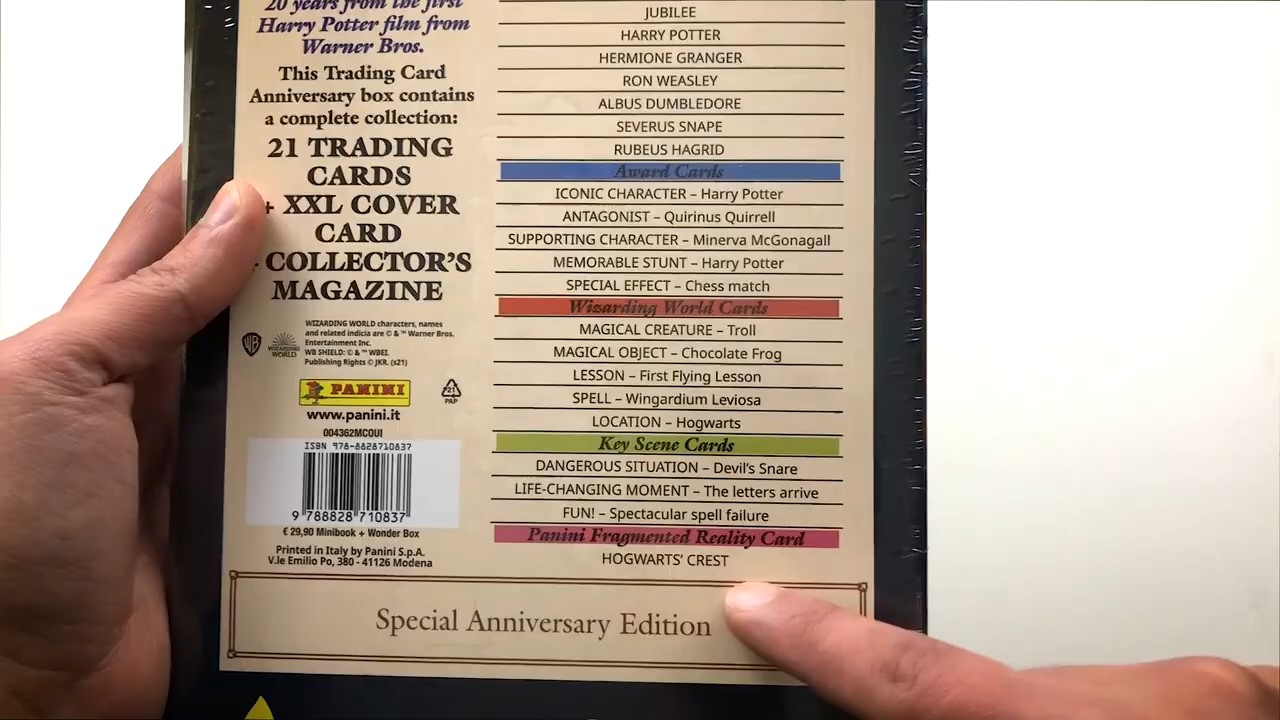 20 years from the first
Harry Potter film from
Warner Bros.
This Trading Card
Anniversary box contains
a complete collection:
21 TRADING
CARDS
+ XXL COVER
CARD
COLLECTOR'S
MAGAZINE
WIZARDING WORLD characters, names
and related indicia are © & ™ Warner Bros.
Entertainment Inc.
WB SHIELD: © & ™ WBEI.
Publishing Rights © JKR. (s21)
WB
WIZARDING
WORLD
PANINI
21
PAP
www.panini.it
004362MCOUI
ISBN 978-8828710837
9 788828 710837
€ 29,90 Minibook + Wonder Box
Printed in Italy by Panini S.p.A.
V.le Emilio Po, 380 - 41126 Modena
JUBILEE
HARRY POTTER
HERMIONE GRANGER
RON WEASLEY
ALBUS DUMBLEDORE
SEVERUS SNAPE
RUBEUS HAGRID
Award Cards
ICONIC CHARACTER – Harry Potter
ANTAGONIST – Quirinus Quirrell
SUPPORTING CHARACTER – Minerva McGonagall
MEMORABLE STUNT – Harry Potter
SPECIAL EFFECT – Chess match
Wizarding World Cards
MAGICAL CREATURE – Troll
MAGICAL OBJECT – Chocolate Frog
LESSON – First Flying Lesson
SPELL – Wingardium Leviosa
LOCATION – Hogwarts
Key Scene Cards
DANGEROUS SITUATION – Devil's Snare
LIFE-CHANGING MOMENT – The letters arrive
FUN! – Spectacular spell failure
Panini Fragmented Reality Card
HOGWARTS' CREST
Special Anniversary Edition